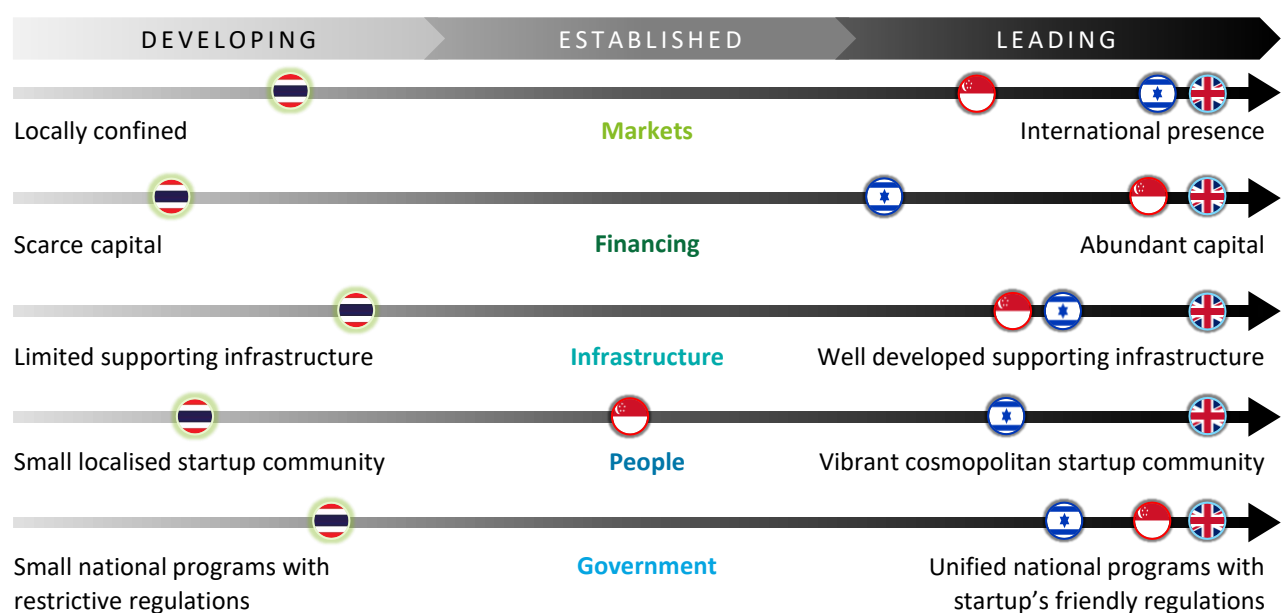 DEVELOPING ESTABLISHED LEADING
Locally confined Markets International presence
Scarce capital Financing Abundant capital
Limited supporting infrastructure Infrastructure Well developed supporting infrastructure
Small localised startup community People Vibrant cosmopolitan startup community
Small national programs with Government Unified national programs with
restrictive regulations startup’s friendly regulations